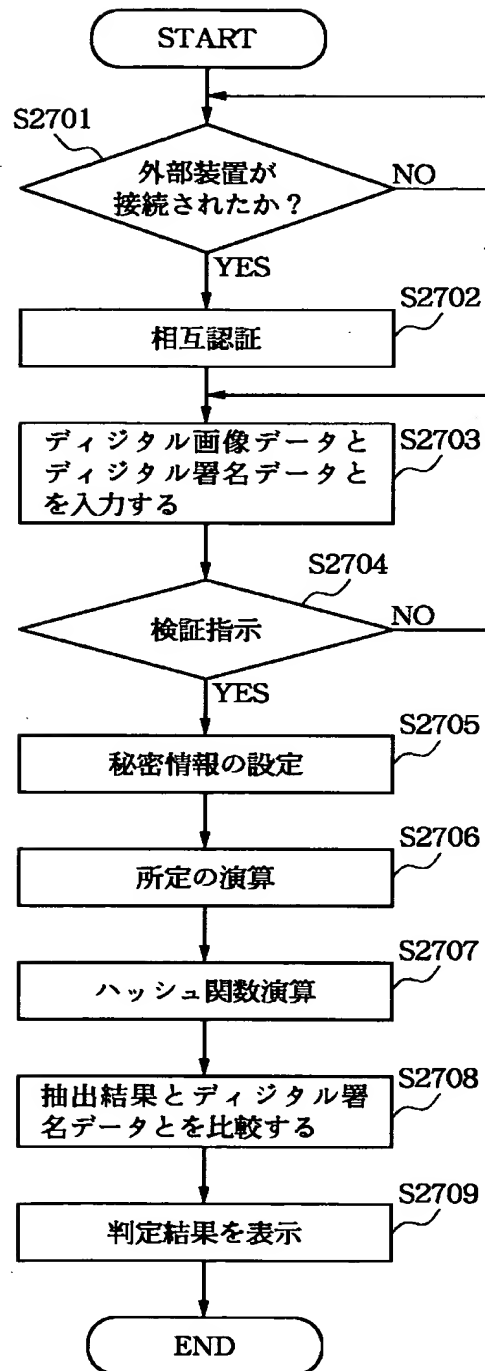 START
S2701
外部装置が
接続されたか？
NO
YES
S2702
相互認証
S2703
ディジタル画像データと
ディジタル署名データと
を入力する
S2704
検証指示
NO
YES
S2705
秘密情報の設定
S2706
所定の演算
S2707
ハッシュ関数演算
S2708
抽出結果とディジタル署
名データとを比較する
S2709
判定結果を表示
END